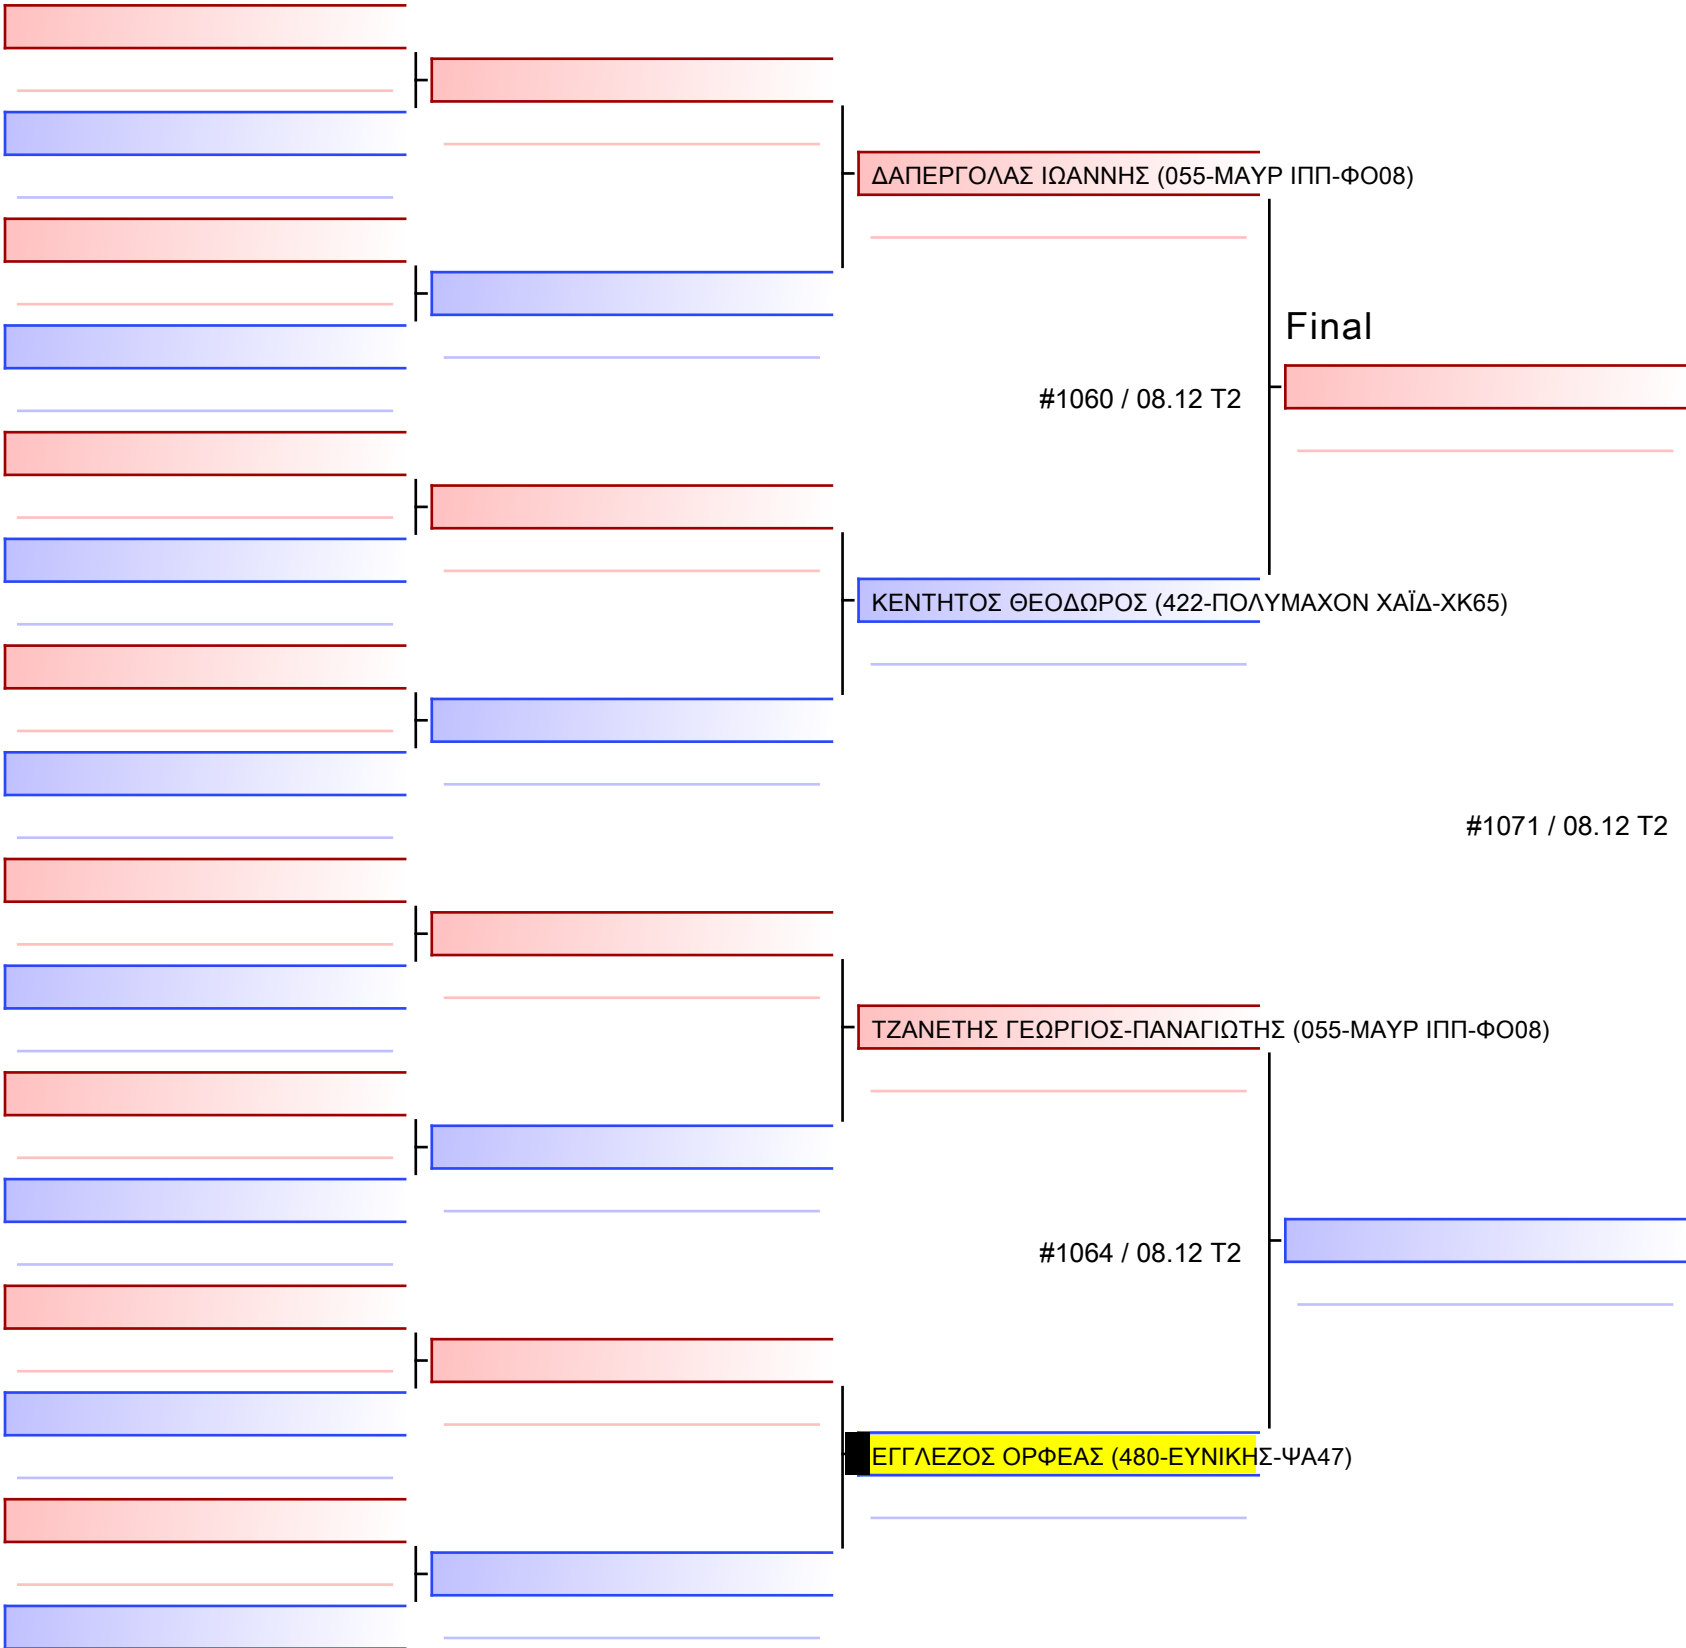 ΔΑΠΕΡΓΟΛΑΣ ΙΩΑΝΝΗΣ (055-ΜΑΥΡ ΙΠΠ-ΦΟ08)
Final
#1060 / 08.12 T2
ΚΕΝΤΗΤΟΣ ΘΕΟΔΩΡΟΣ (422-ΠΟΛΥΜΑΧΟΝ ΧΑΪΔ-ΧΚ65)
#1071 / 08.12 T2
ΤΖΑΝΕΤΗΣ ΓΕΩΡΓΙΟΣ-ΠΑΝΑΓΙΩΤΗΣ (055-ΜΑΥΡ ΙΠΠ-ΦΟ08)
#1064 / 08.12 T2
ΕΓΓΛΕΖΟΣ ΟΡΦΕΑΣ (480-ΕΥΝΙΚΗΣ-ΨΑ47)